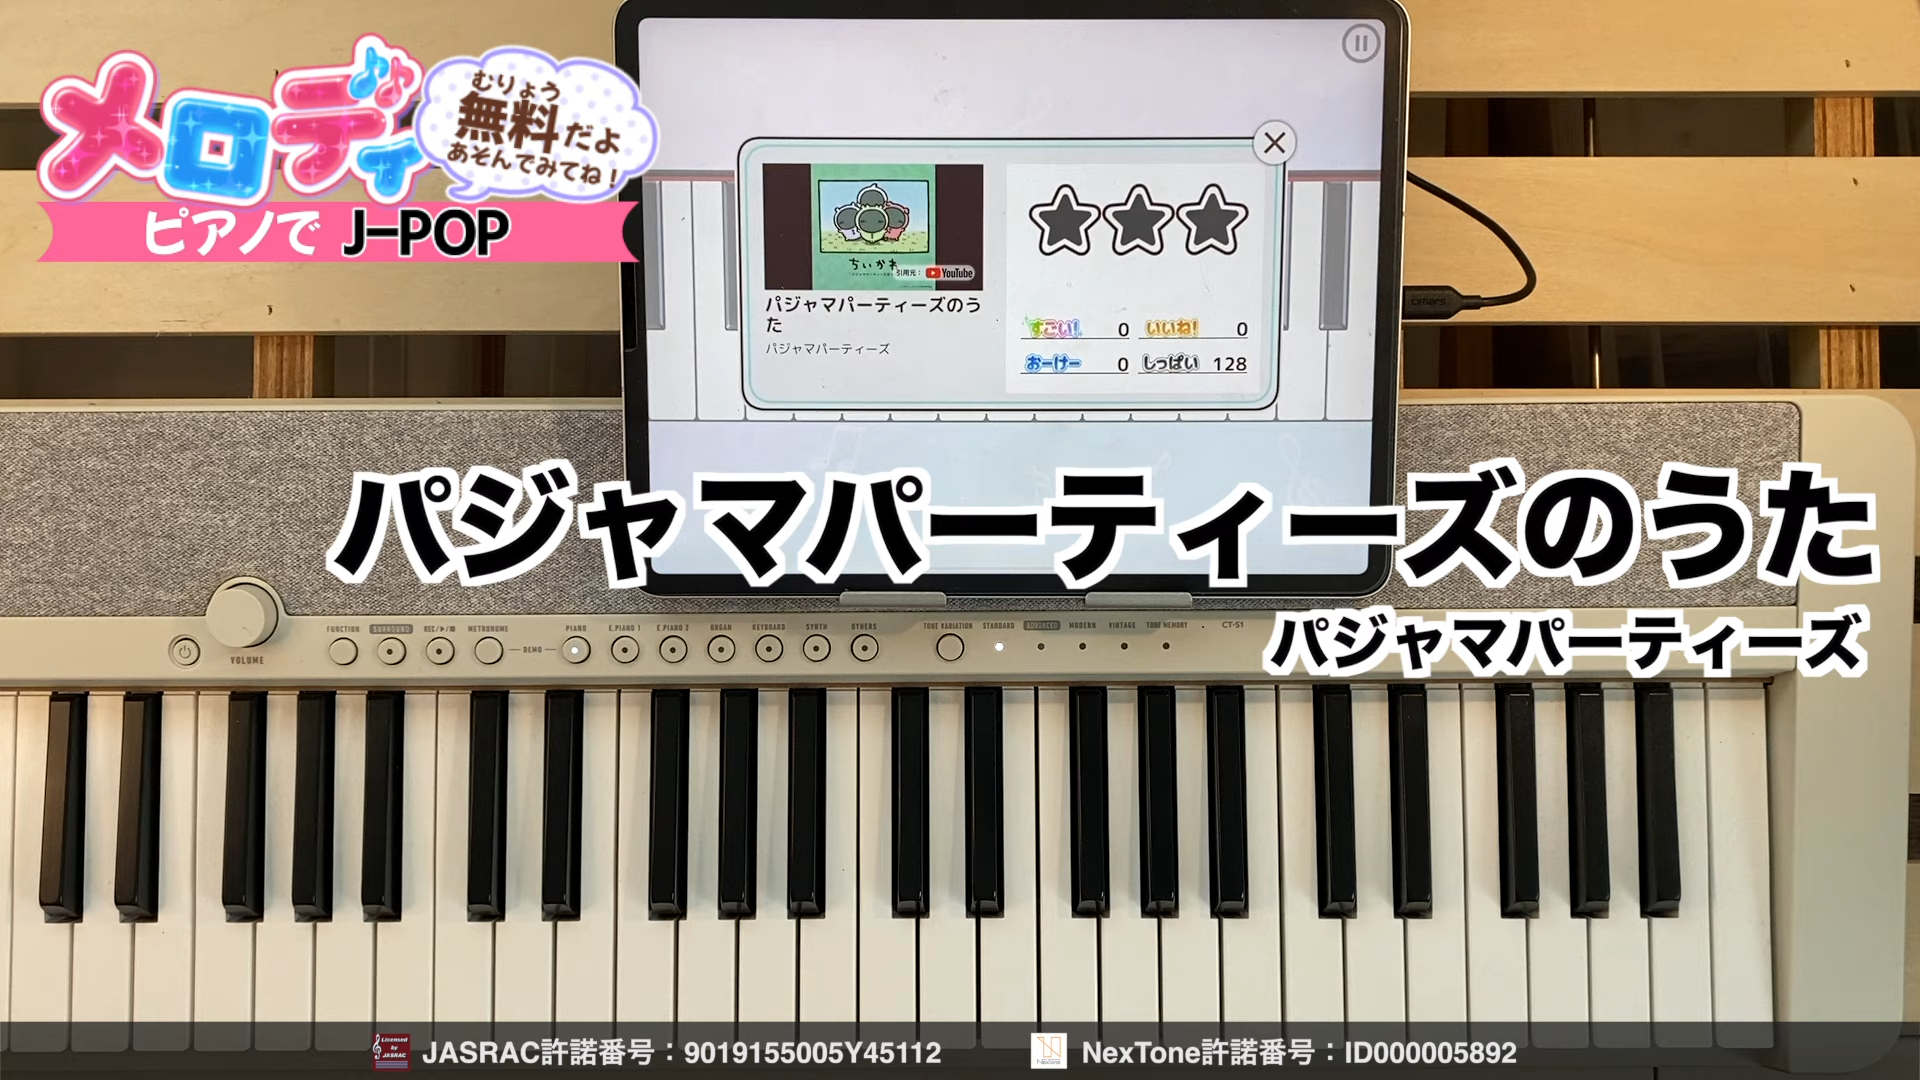 メロディ
むりょう
無料だよ
あそんでみてね！
ピアノで J-POP
ちいかわ
引用元： YouTube
パジャマパーティーズのう
た
パジャマパーティーズ
すごい! 0 いいね! 0
おーけー 0 しっぱい 128
パジャマパーティーズのうた
パジャマパーティーズ
VOLUME
FUNCTION
SURROUND
METRONOME
DEMO
PIANO
E.PIANO 1
E.PIANO 2
ORGAN
KEYBOARD
SYNTH
OTHERS
TONE VARIATION
STANDARD
ADVANCED
MODERN
VINTAGE
TONE MEMORY
CT-S1
Licensed
by
JASRAC
JASRAC許諾番号：9019155005Y45112
NexTone
NexTone許諾番号：ID000005892